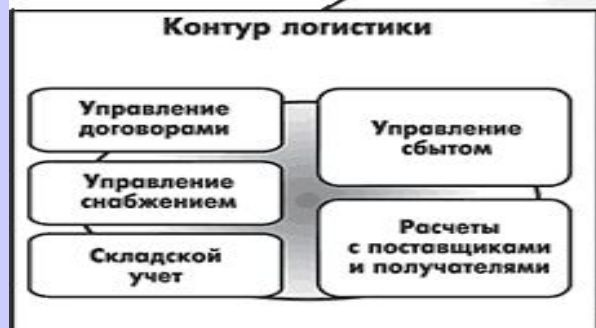 Контур логистики
Управление
договорами
Управление
снабжением
Складской
учет
Управление
сбытом
Расчеты
с поставщиками
и получателями